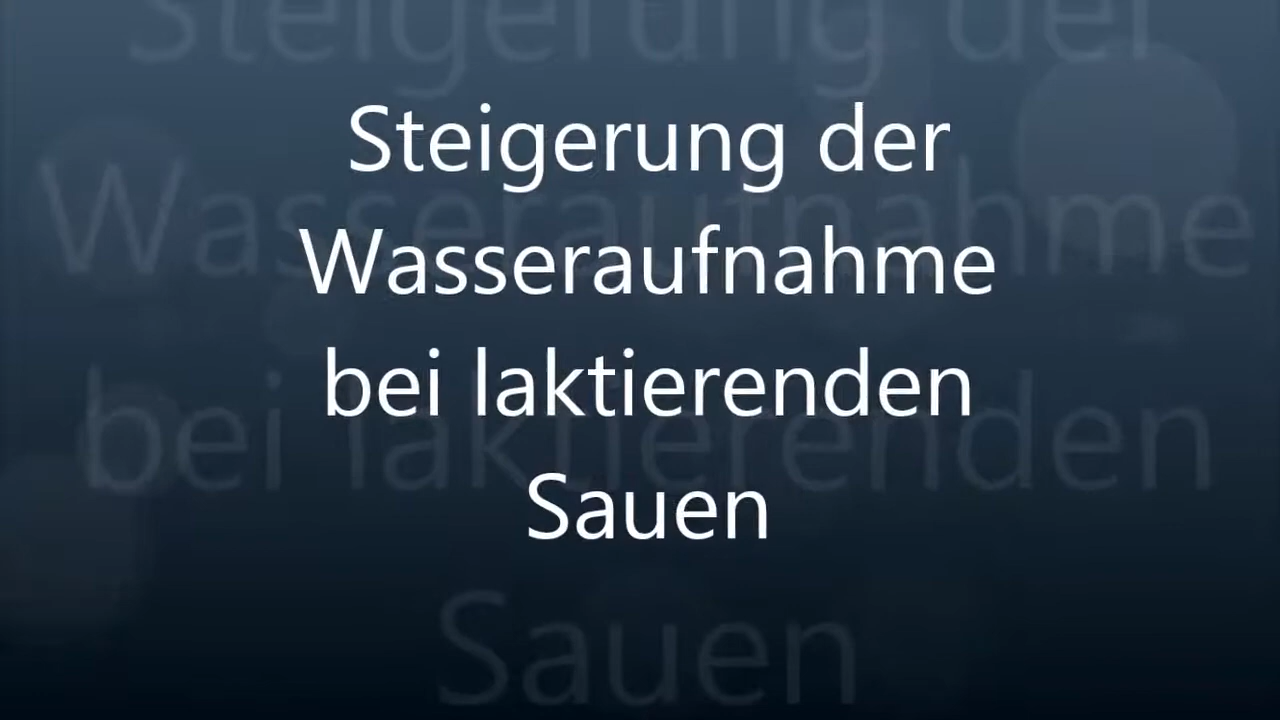 Steigerung der
Wasseraufnahme
bei laktierenden
Sauen